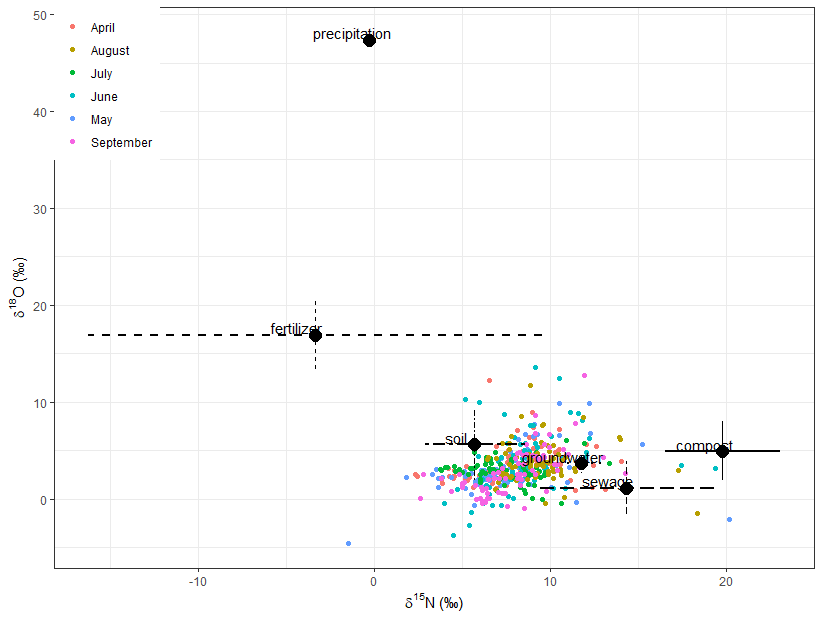 50
40
30
20
10
0
-10
0
10
20
δ18O (‰)
δ15N (‰)
April
August
July
June
May
September
precipitation
fertilizer
soil
groundwater
compost
sewage